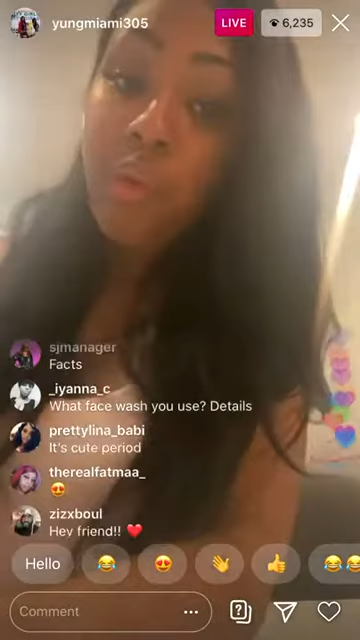 yungmiami305
LIVE
6,235
sjmanager
Facts
_iyanna_c
What face wash you use? Details
prettylina_babi
It's cute period
therealfatmaa_
😍
zizxboul
Hey friend!! ❤️
Hello 😂 😍 👋 👍 😂😂
Comment